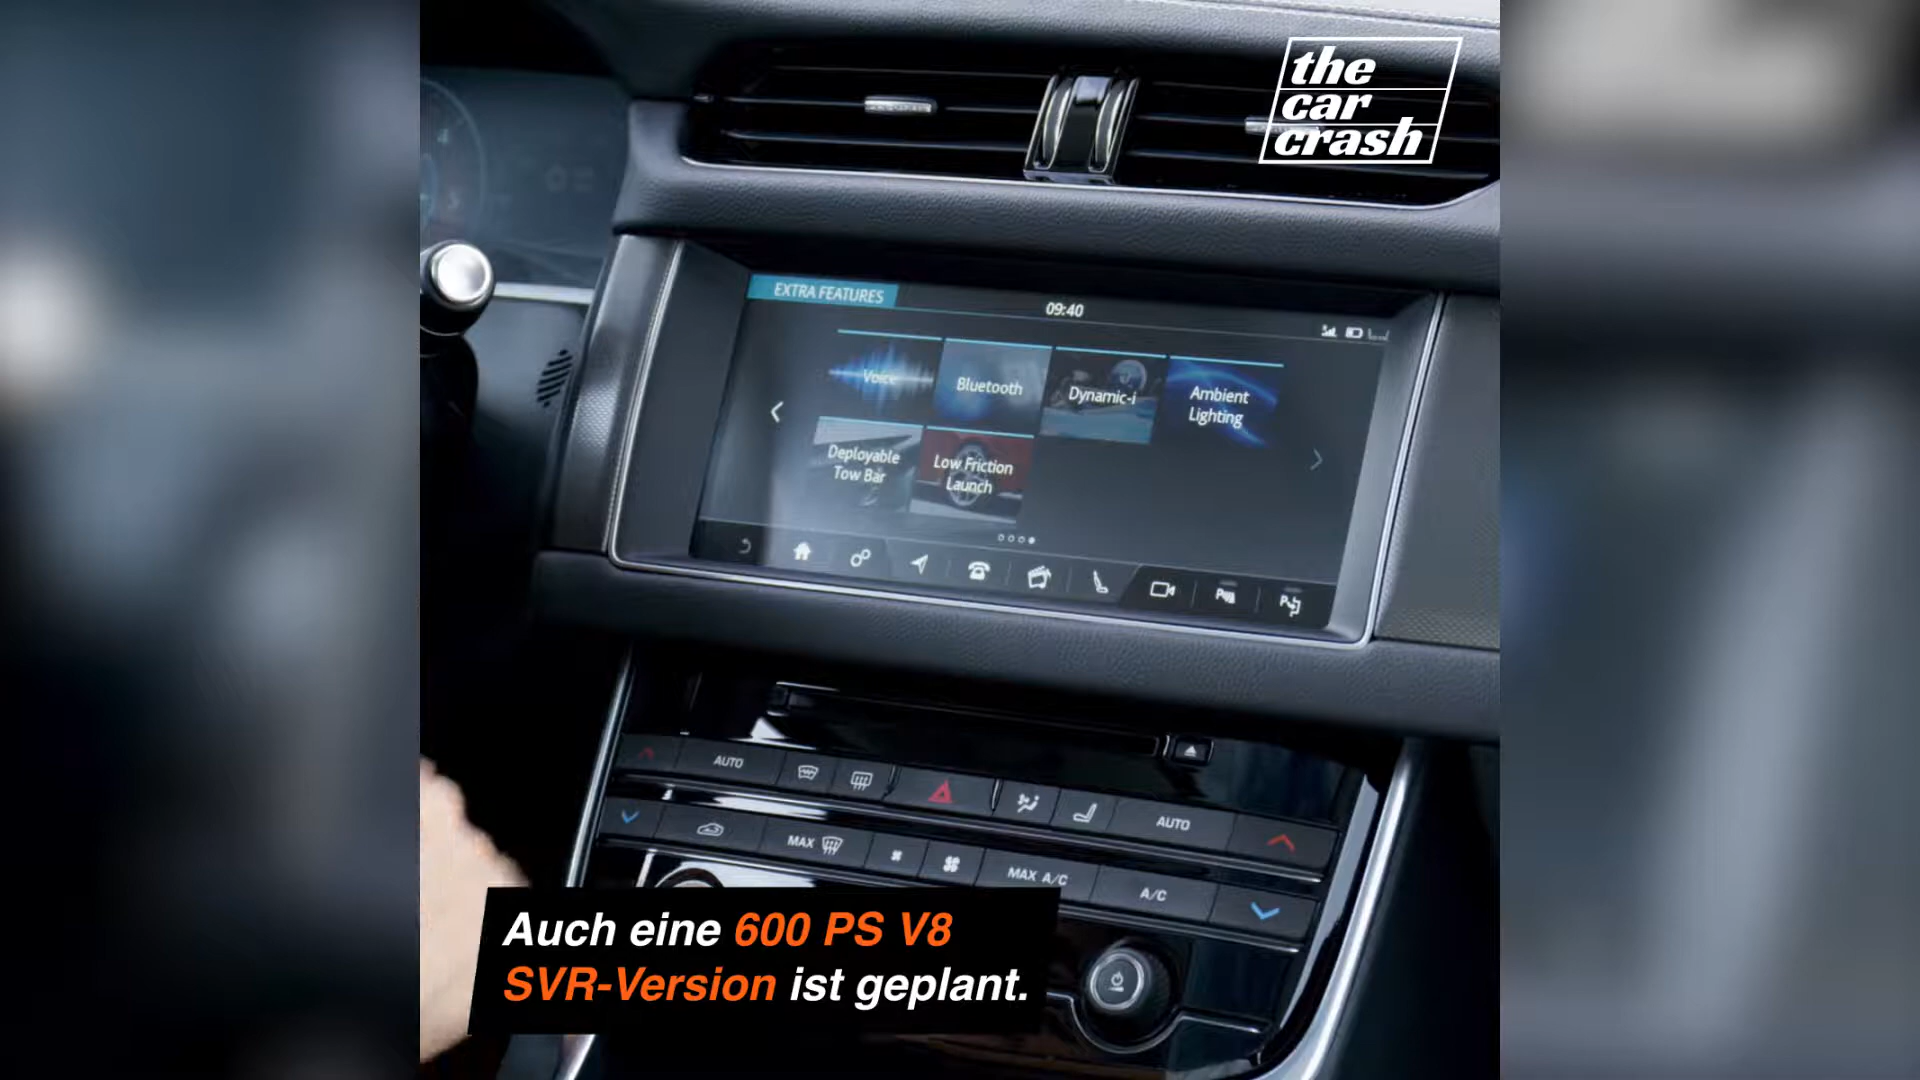 the
car
crash
EXTRA FEATURES
09:40
Voice
Bluetooth
Dynamic-i
Ambient
Lighting
Deployable
Tow Bar
Low Friction
Launch
AUTO
AUTO
MAX
MAX A/C
A/C
Auch eine 600 PS V8
SVR-Version ist geplant.